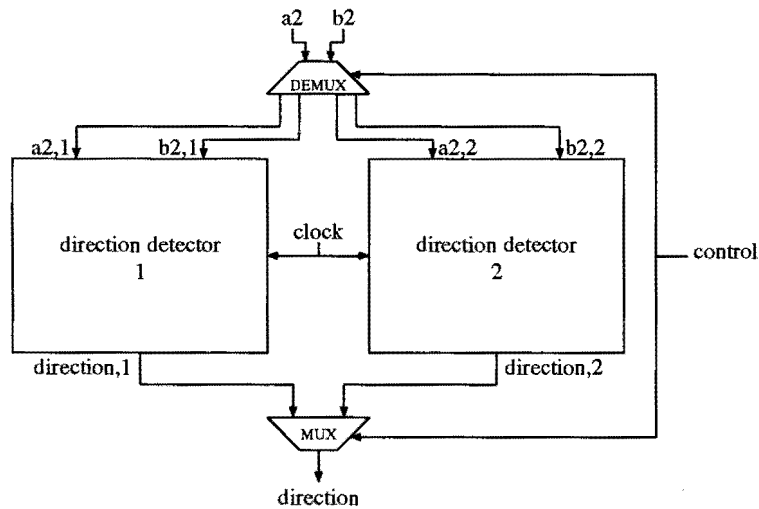 a2 b2
DEMUX
a2,1 b2,1 a2,2 b2,2
direction detector
1
clock
direction detector
2
control
direction,1 direction,2
MUX
direction